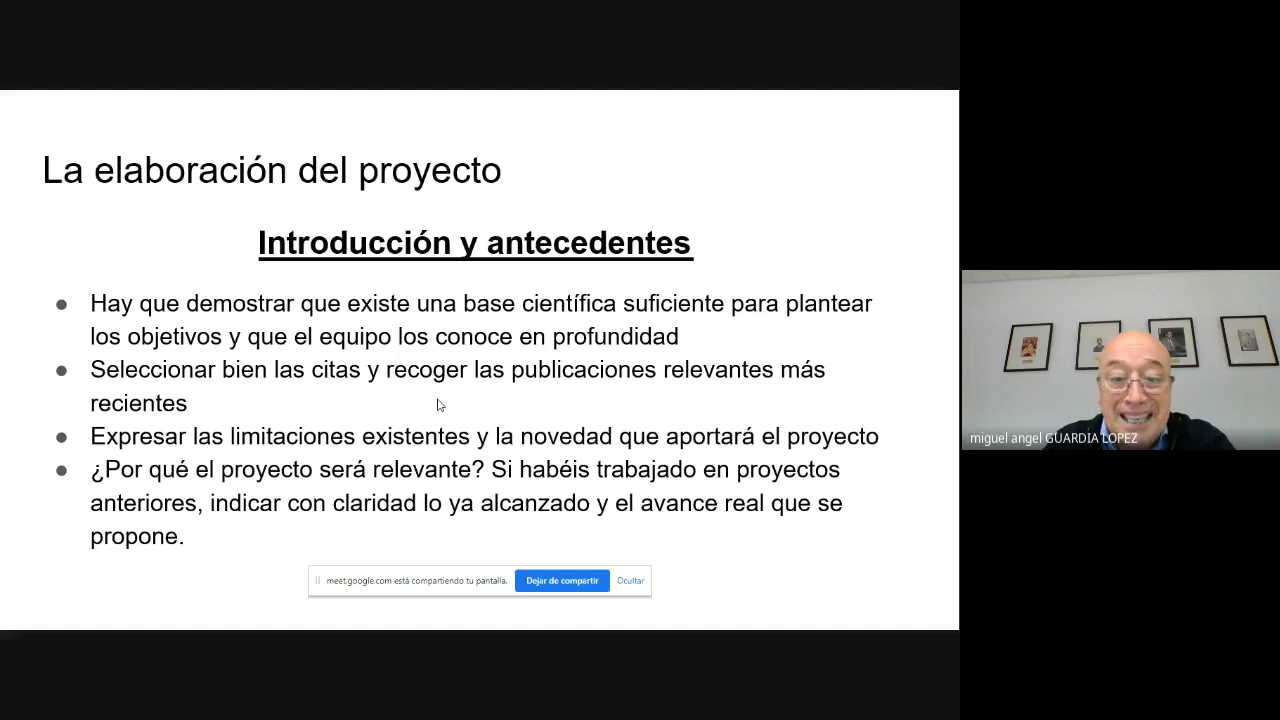 La elaboración del proyecto
Introducción y antecedentes
● Hay que demostrar que existe una base científica suficiente para plantear
los objetivos y que el equipo los conoce en profundidad
● Seleccionar bien las citas y recoger las publicaciones relevantes más
recientes
● Expresar las limitaciones existentes y la novedad que aportará el proyecto
● ¿Por qué el proyecto será relevante? Si habéis trabajado en proyectos
anteriores, indicar con claridad lo ya alcanzado y el avance real que se
propone.
meet.google.com está compartiendo tu pantalla. Dejar de compartir Ocultar
miguel angel GUARDIA LOPEZ